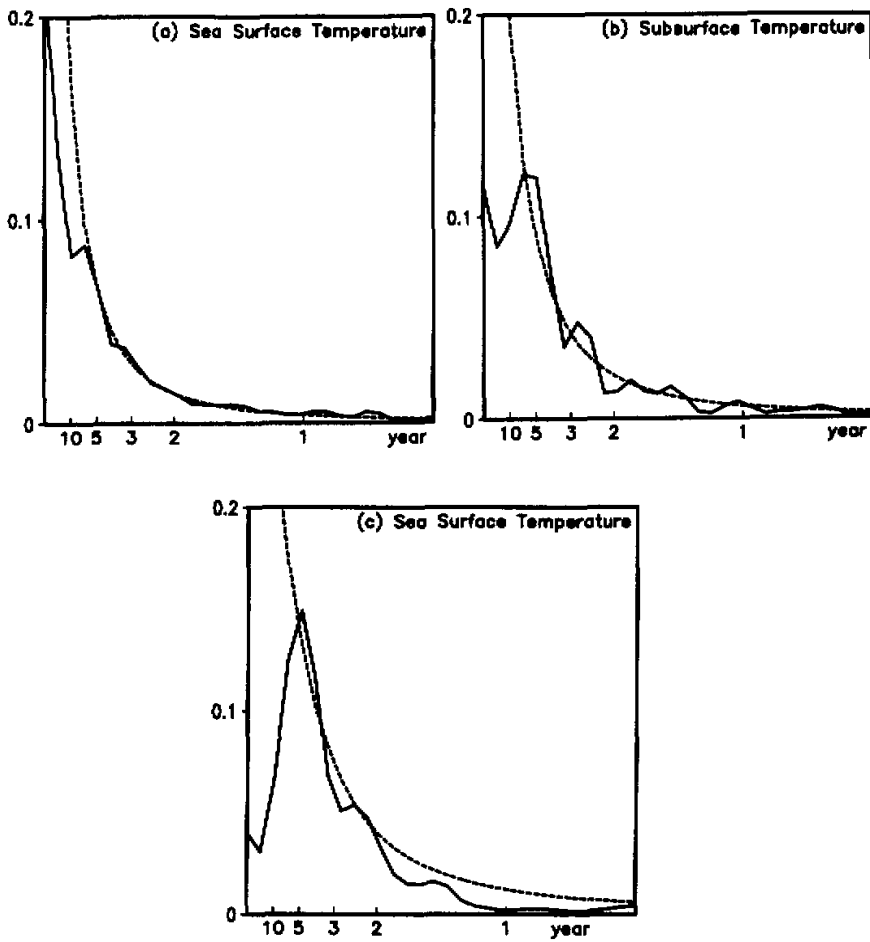 0.2
(a) Sea Surface Temperature
0.1
0
10 5 3 2 1 year
0.2
(b) Subsurface Temperature
0.1
0
10 5 3 2 1 year
0.2
(c) Sea Surface Temperature
0.1
0
10 5 3 2 1 year